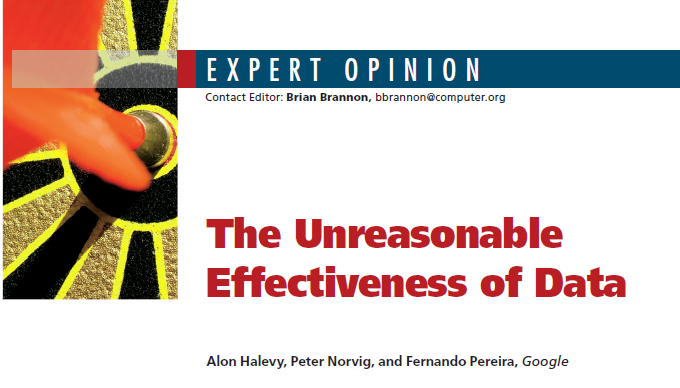 EXPERT OPINION
Contact Editor: Brian Brannon, bbrannon@computer.org
The Unreasonable
Effectiveness of Data
Alon Halevy, Peter Norvig, and Fernando Pereira, Google